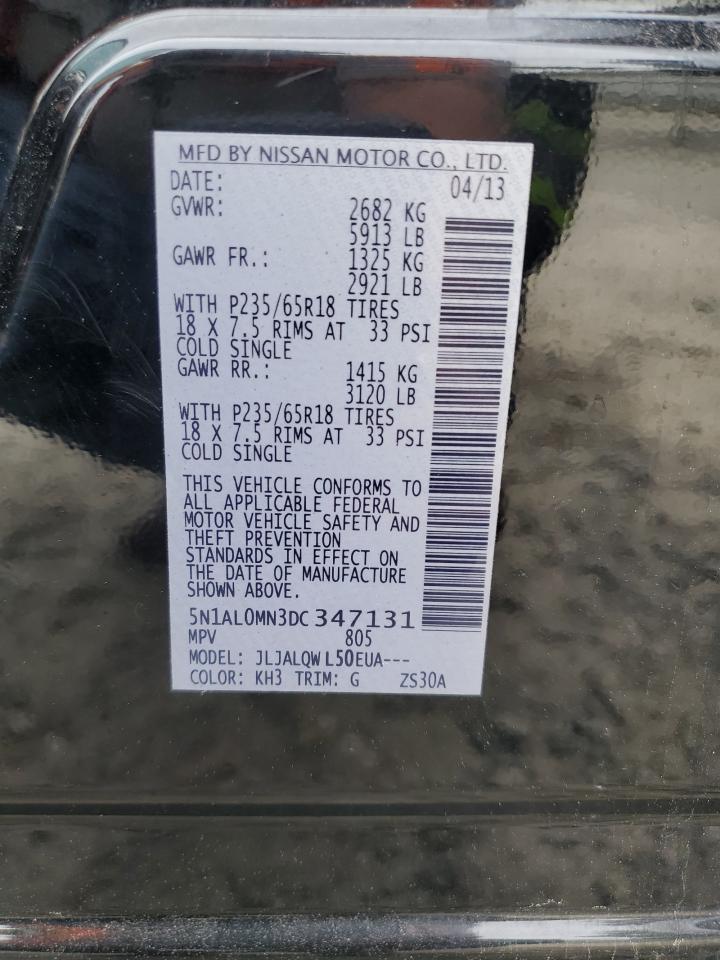 MFD BY NISSAN MOTOR CO., LTD.
DATE: 04/13
GVWR: 2682 KG
5913 LB
GAWR FR.: 1325 KG
2921 LB
WITH P235/65R18 TIRES
18 X 7.5 RIMS AT 33 PSI
COLD SINGLE
GAWR RR.: 1415 KG
3120 LB
WITH P235/65R18 TIRES
18 X 7.5 RIMS AT 33 PSI
COLD SINGLE
THIS VEHICLE CONFORMS TO
ALL APPLICABLE FEDERAL
MOTOR VEHICLE SAFETY AND
THEFT PREVENTION
STANDARDS IN EFFECT ON
THE DATE OF MANUFACTURE
SHOWN ABOVE.
5N1AL0MN3DC347131
MPV 805
MODEL: JLJALQWL50EUA---
COLOR: KH3 TRIM: G ZS30A